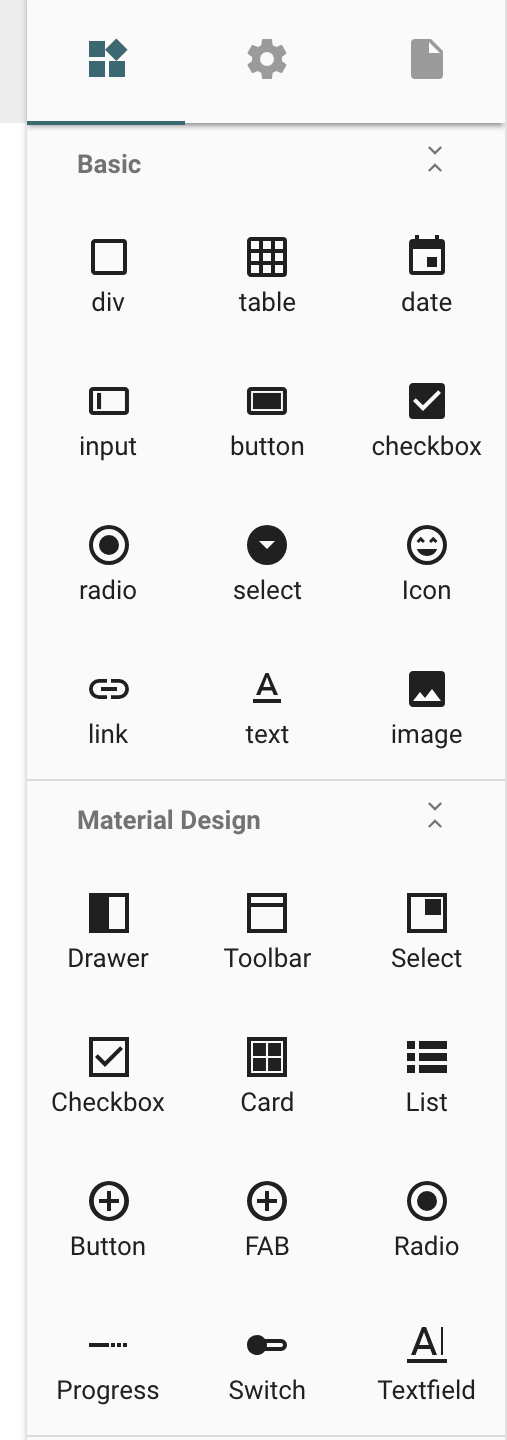 Basic
div
table
date
input
button
checkbox
radio
select
Icon
link
text
image
Material Design
Drawer
Toolbar
Select
Checkbox
Card
List
Button
FAB
Radio
Progress
Switch
Textfield